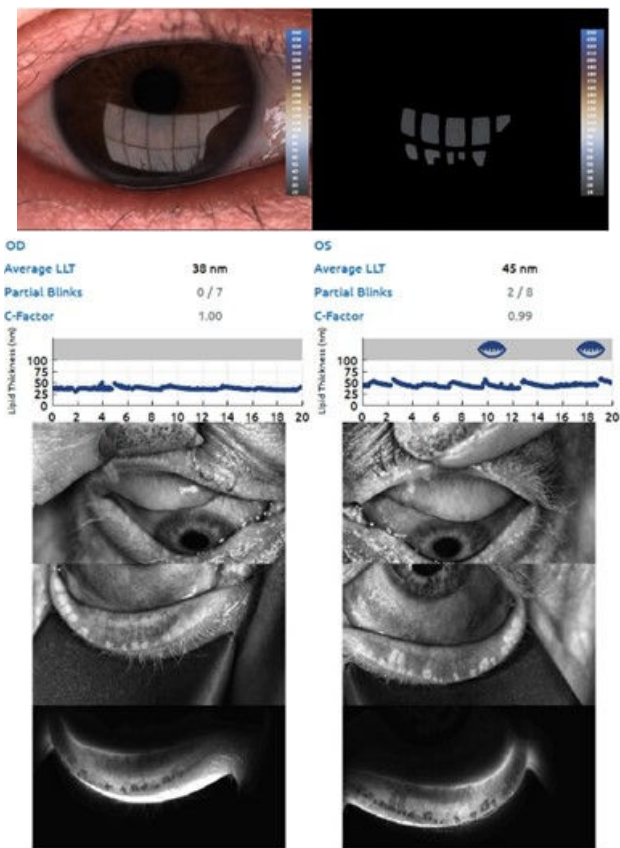 OD
Average LLT 38 nm
Partial Blinks 0 / 7
C-Factor 1.00
Lipid Thickness (nm)
100
75
50
25
0
0 2 4 6 8 10 12 14 16 18 20
OS
Average LLT 45 nm
Partial Blinks 2 / 8
C-Factor 0.99
Lipid Thickness (nm)
100
75
50
25
0
0 2 4 6 8 10 12 14 16 18 20